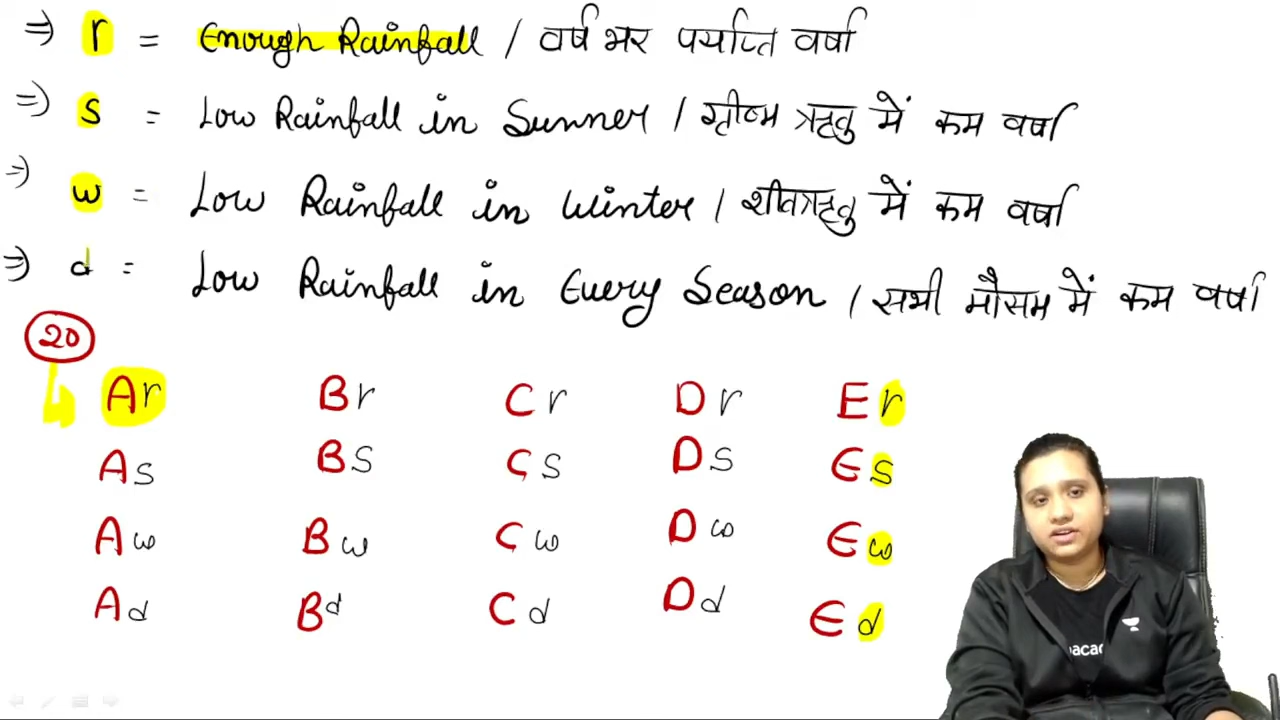 ⇒ r = Enough Rainfall / वर्ष भर पर्याप्त वर्षा
⇒ s = Low Rainfall in Sunner / ग्रीष्म ऋतु में कम वर्षा
⇒ w = Low Rainfall in Winter / शीतऋतु में कम वर्षा
⇒ d = Low Rainfall in Every Season / सभी मौसम में कम वर्षा
20
Ar Br Cr Dr Er
As Bs Cs Ds Es
Aw Bw Cw Dw Ew
Ad Bd Cd Dd Ed